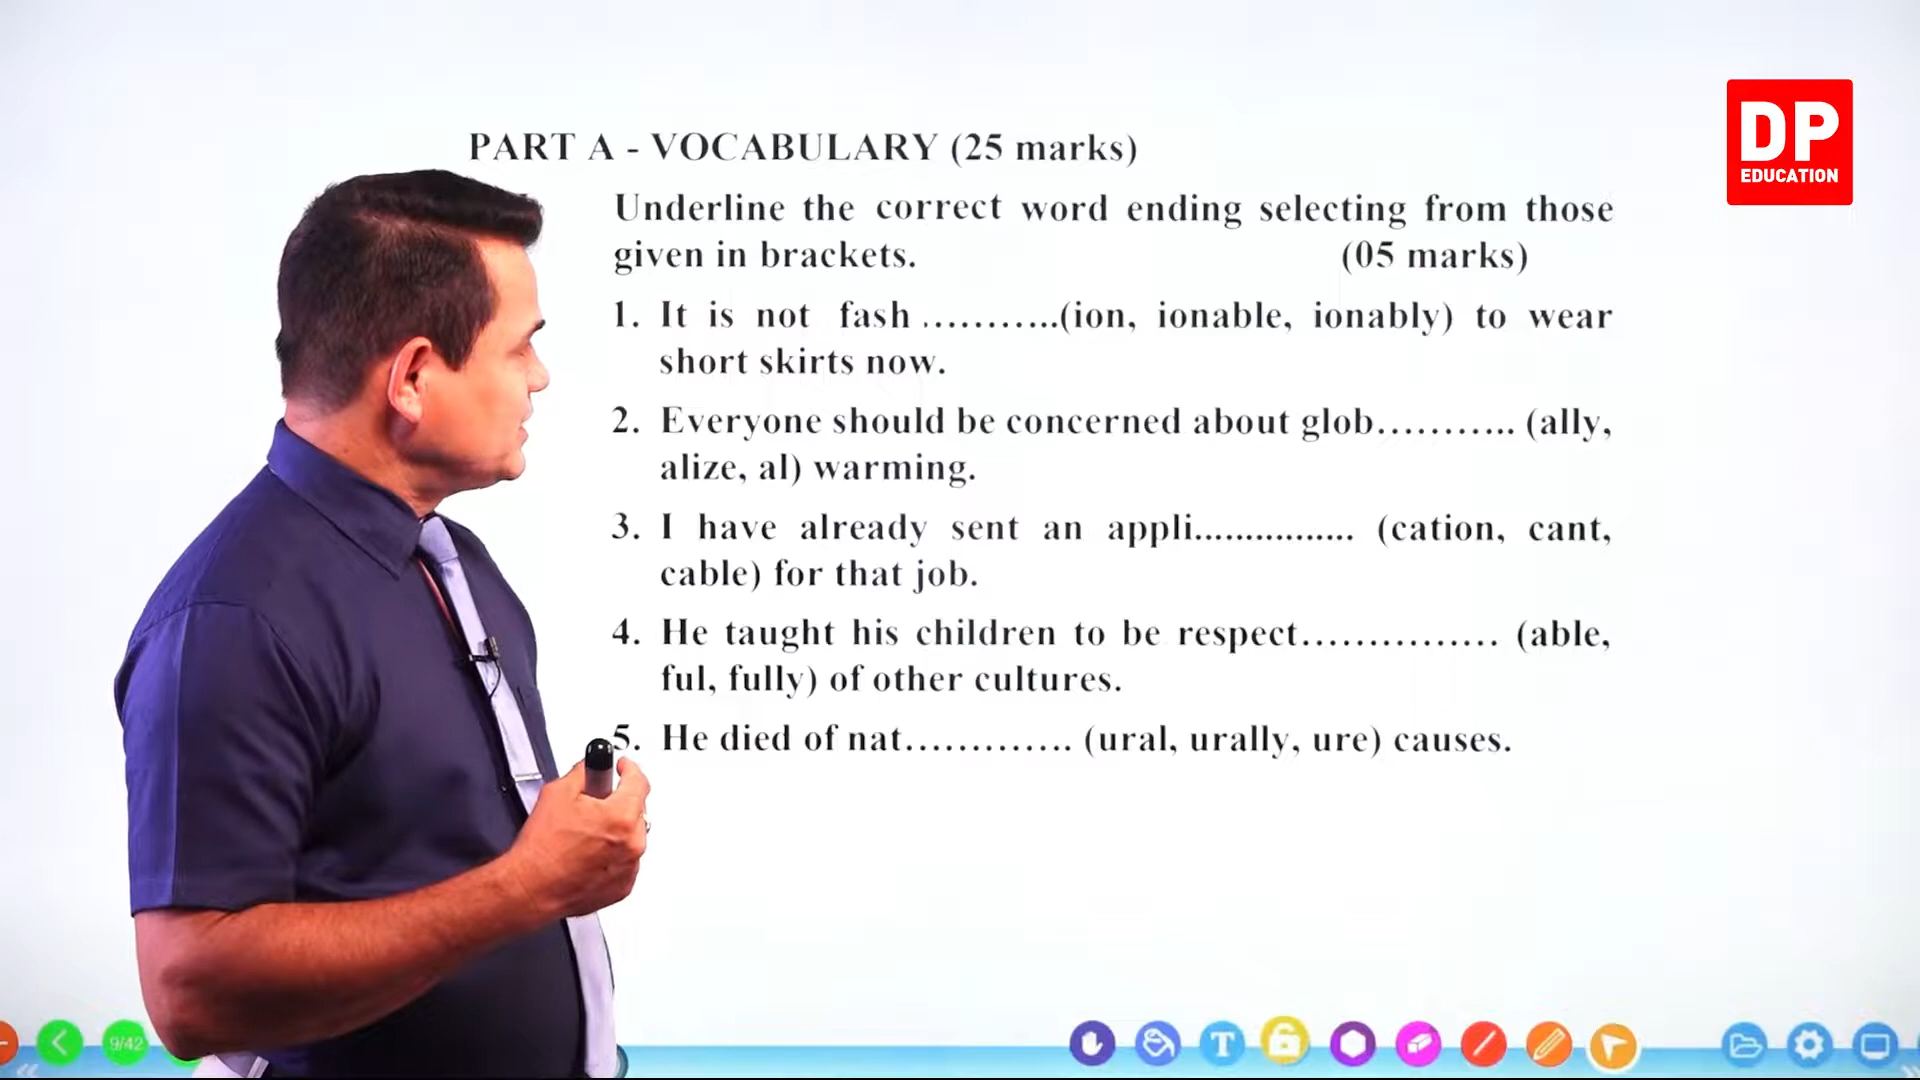 DP
EDUCATION
PART A - VOCABULARY (25 marks)
Underline the correct word ending selecting from those
given in brackets. (05 marks)
1. It is not fash ………..(ion, ionable, ionably) to wear
short skirts now.
2. Everyone should be concerned about glob……….. (ally,
alize, al) warming.
3. I have already sent an appli................ (cation, cant,
cable) for that job.
4. He taught his children to be respect…………… (able,
ful, fully) of other cultures.
5. He died of nat…………. (ural, urally, ure) causes.
9/42
T